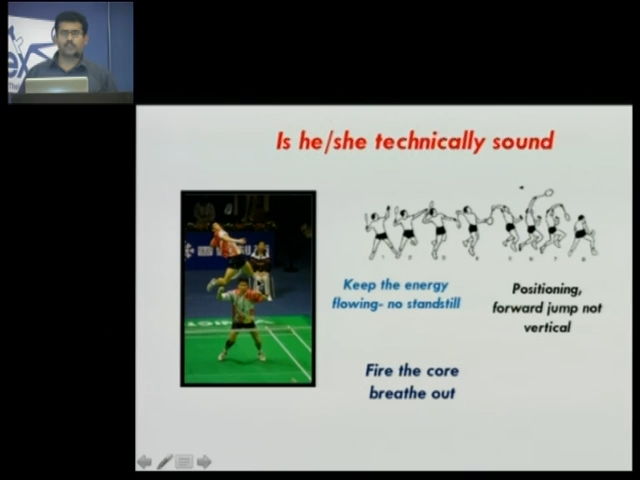 ex
Is he/she technically sound
Keep the energy
flowing- no standstill
Positioning,
forward jump not
vertical
Fire the core
breathe out